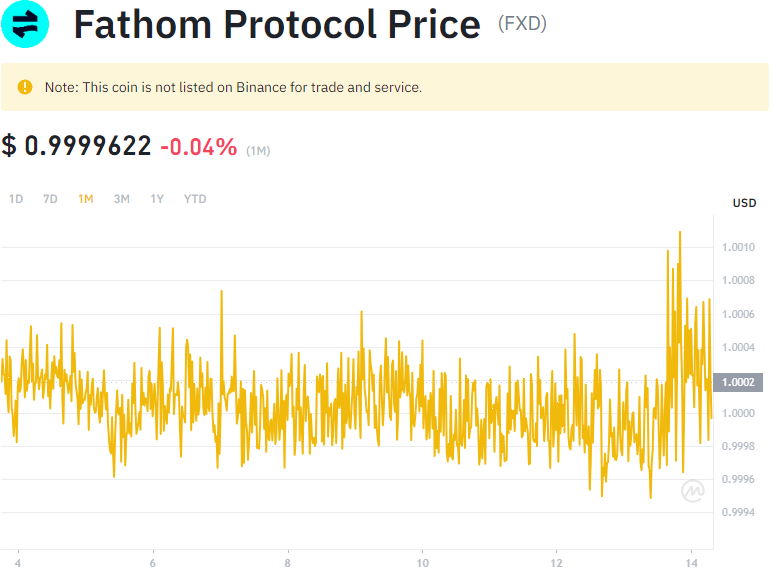 Fathom Protocol Price (FXD)
Note: This coin is not listed on Binance for trade and service.
$ 0.9999622 -0.04% (1M)
1D 7D 1M 3M 1Y YTD
USD
1.0010
1.0008
1.0006
1.0004
1.0002
1.0000
0.9998
0.9996
0.9994
4 6 8 10 12 14